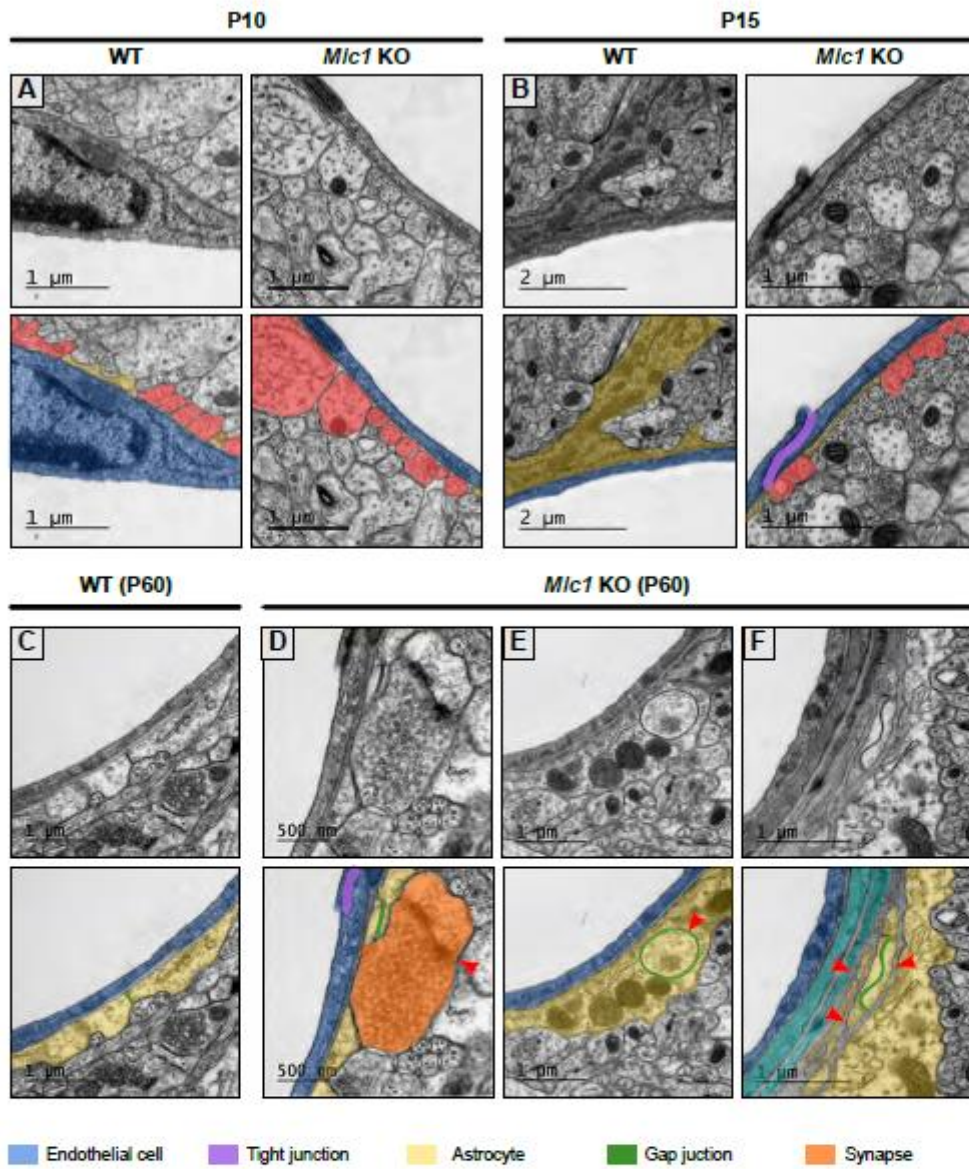 P10 P15
WT Mlc1 KO WT Mlc1 KO
A B
1 µm 1 µm 2 µm 1 µm
1 µm 1 µm 2 µm 1 µm
WT (P60) Mlc1 KO (P60)
C D E F
1 µm 500 nm 1 µm 1 µm
1 µm 500 nm 1 µm 1 µm
Endothelial cell Tight junction Astrocyte Gap juction Synapse